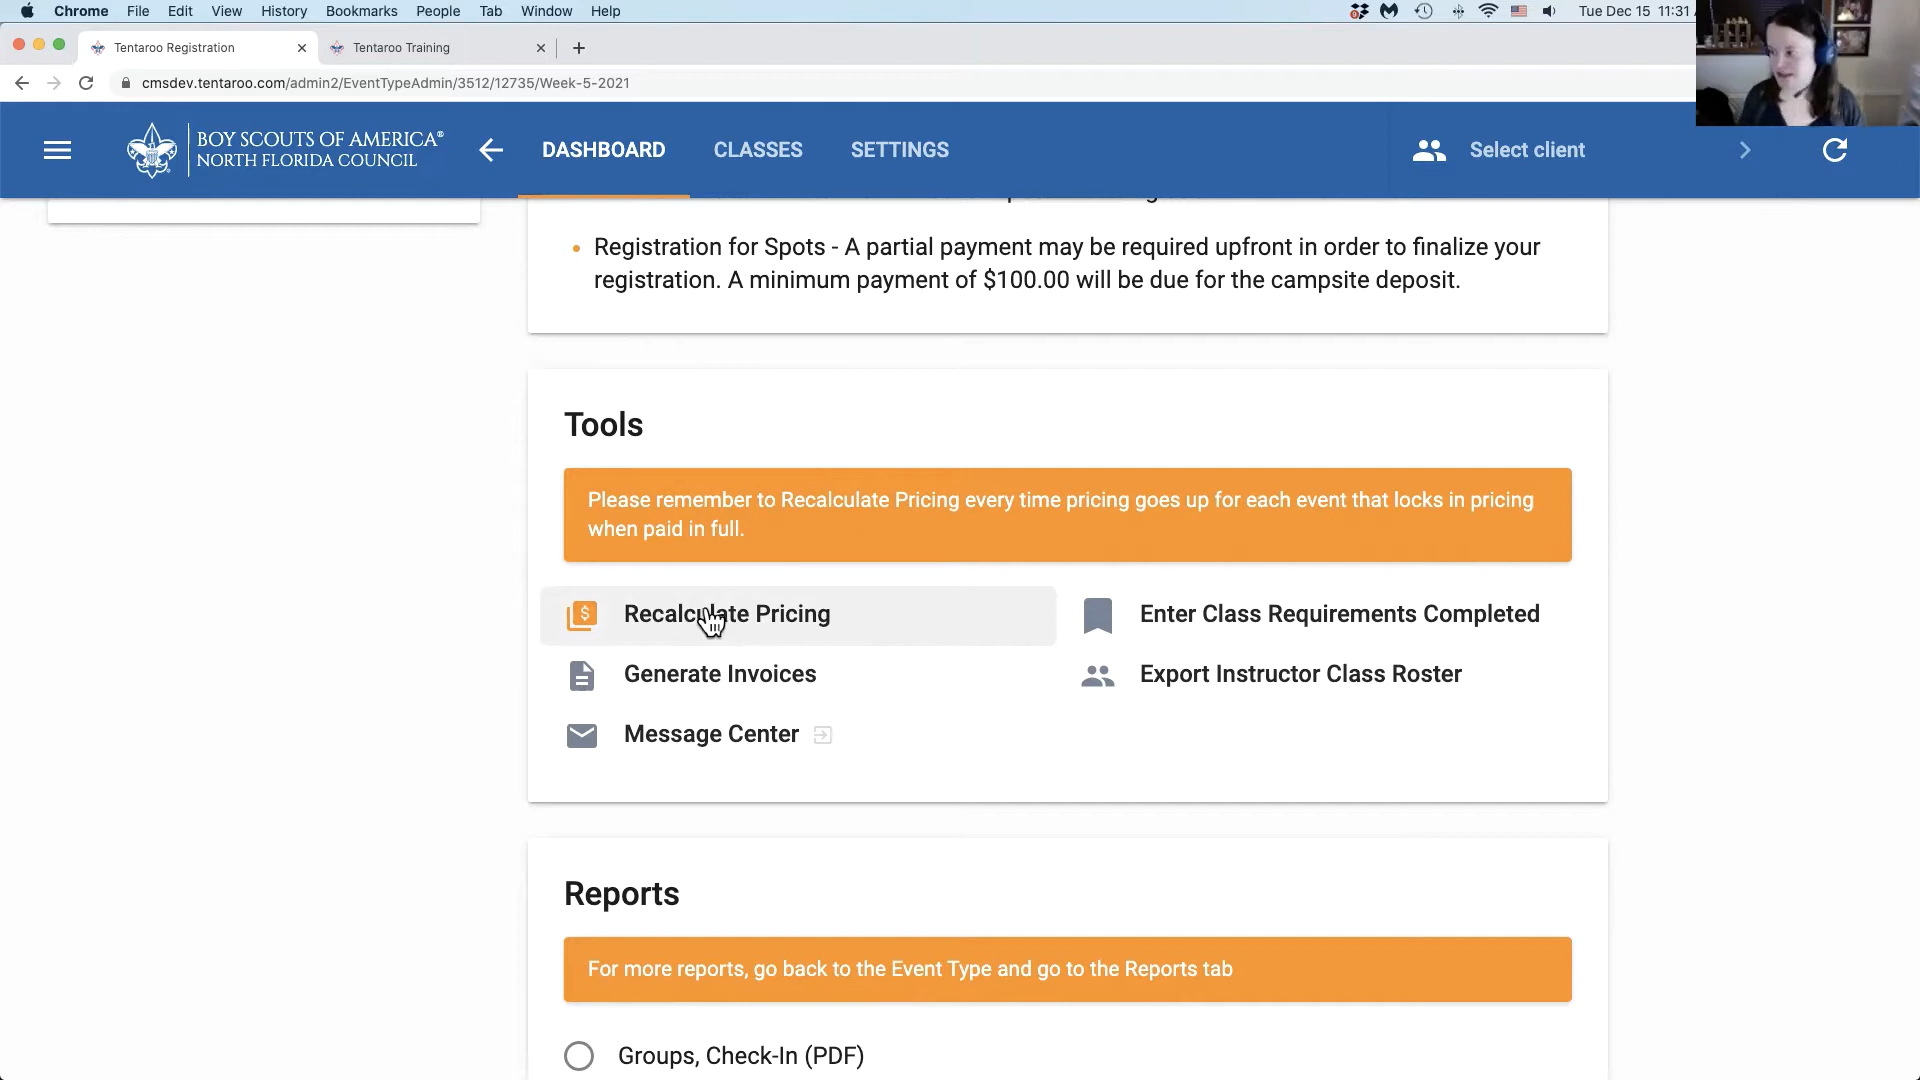 Chrome File Edit View History Bookmarks People Tab Window Help
Tue Dec 15 11:31
Tentaroo Registration
Tentaroo Training
cmsdev.tentaroo.com/admin2/EventTypeAdmin/3512/12735/Week-5-2021
BOY SCOUTS OF AMERICA®
NORTH FLORIDA COUNCIL
DASHBOARD
CLASSES
SETTINGS
Select client
Registration for Spots - A partial payment may be required upfront in order to finalize your
registration. A minimum payment of $100.00 will be due for the campsite deposit.
Tools
Please remember to Recalculate Pricing every time pricing goes up for each event that locks in pricing
when paid in full.
Recalculate Pricing
Enter Class Requirements Completed
Generate Invoices
Export Instructor Class Roster
Message Center
Reports
For more reports, go back to the Event Type and go to the Reports tab
Groups, Check-In (PDF)